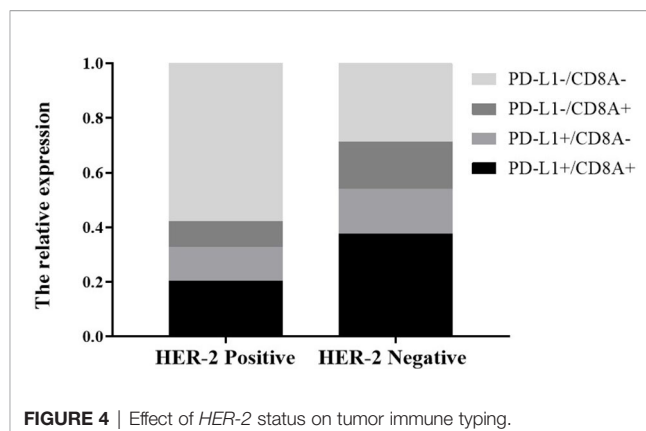 The relative expression
1.0
0.8
0.6
0.4
0.2
0.0
HER-2 Positive
HER-2 Negative
PD-L1-/CD8A-
PD-L1-/CD8A+
PD-L1+/CD8A-
PD-L1+/CD8A+
FIGURE 4 | Effect of HER-2 status on tumor immune typing.